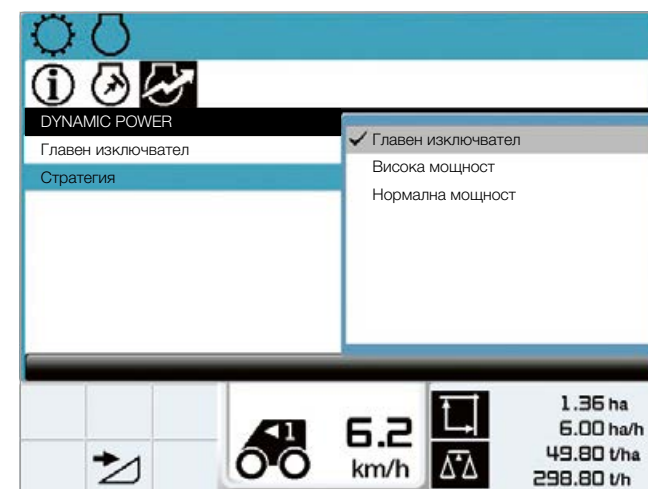 DYNAMIC POWER
Главен изключвател
Стратегия
Главен изключвател
Висока мощност
Нормална мощност
1
6.2
km/h
1.36 ha
6.00 ha/h
49.80 t/ha
298.80 t/h